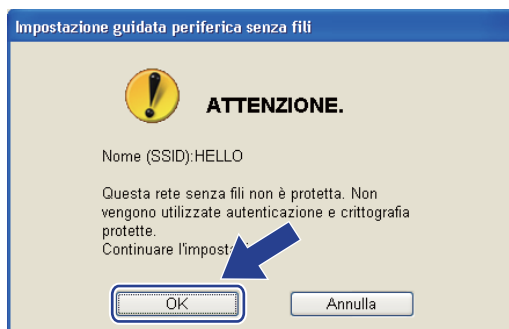 Impostazione guidata periferica senza fili
ATTENZIONE.
Nome (SSID):HELLO
Questa rete senza fili non è protetta. Non
vengono utilizzate autenticazione e crittografia
protette.
Continuare
OK
Annulla